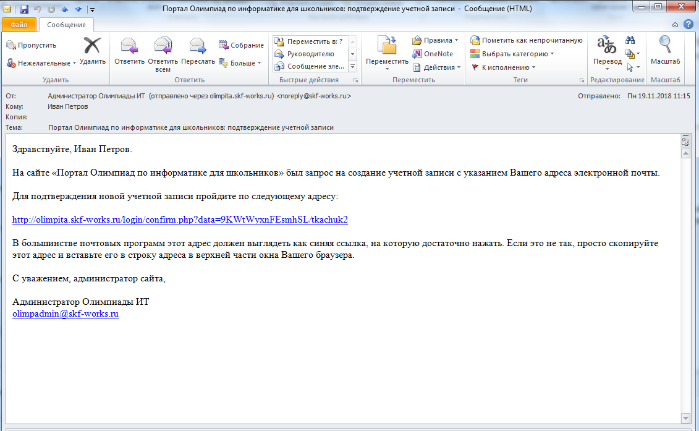 Портал Олимпиад по информатике для школьников: подтверждение учетной записи - Сообщение (HTML)
Файл Сообщение
Пропустить
Нежелательные
Удалить
Удалить
Ответить
Ответить всем
Переслать
Собрание
Больше
Ответить
Переместить в: ?
Руководителю
Сообщение эле...
Быстрые действия
Переместить
Правила
OneNote
Действия
Переместить
Пометить как непрочитанную
Выбрать категорию
К исполнению
Теги
Перевод
Редактирование
Масштаб
Масштаб
От: Администратор Олимпиады ИТ (отправлено через olimpita.skf-works.ru) <noreply@skf-works.ru>
Отправлено: Пн 19.11.2018 11:15
Кому: Иван Петров
Копия:
Тема: Портал Олимпиад по информатике для школьников: подтверждение учетной записи
Здравствуйте, Иван Петров.
На сайте «Портал Олимпиад по информатике для школьников» был запрос на создание учетной записи с указанием Вашего адреса электронной почты.
Для подтверждения новой учетной записи пройдите по следующему адресу:
http://olimpita.skf-works.ru/login/confirm.php?data=9KWtWyxnFEsmhSL/tkachuk2
В большинстве почтовых программ этот адрес должен выглядеть как синяя ссылка, на которую достаточно нажать. Если это не так, просто скопируйте
этот адрес и вставьте его в строку адреса в верхней части окна Вашего браузера.
С уважением, администратор сайта,
Администратор Олимпиады ИТ
olimpadmin@skf-works.ru